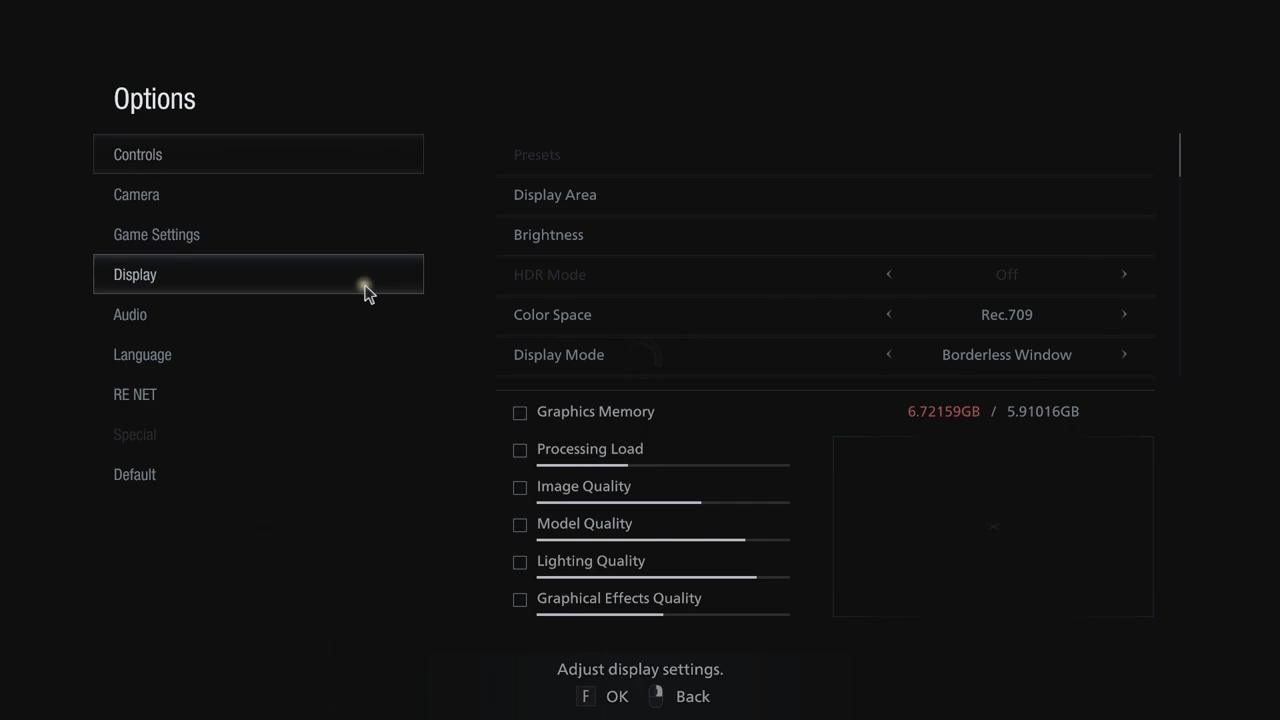 Options
Controls
Camera
Game Settings
Display
Audio
Language
RE NET
Special
Default
Presets
Display Area
Brightness
HDR Mode Off
Color Space Rec.709
Display Mode Borderless Window
Graphics Memory 6.72159GB / 5.91016GB
Processing Load
Image Quality
Model Quality
Lighting Quality
Graphical Effects Quality
Adjust display settings.
F OK Back